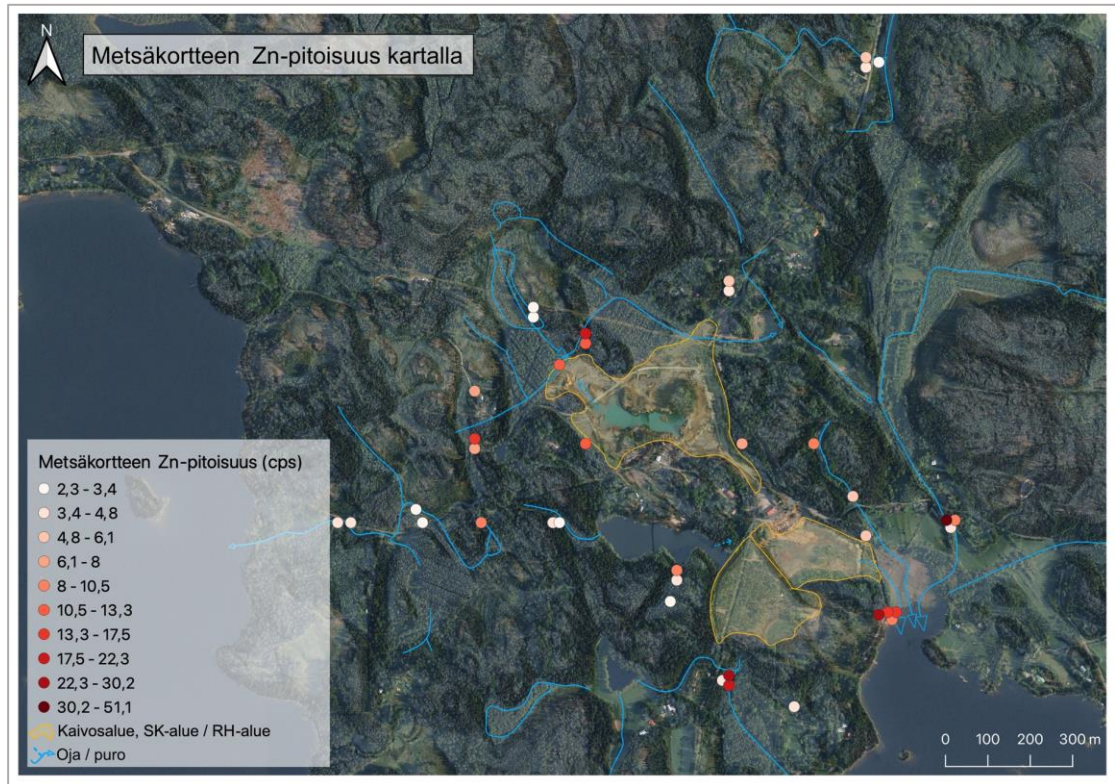 N
Metsäkortteen Zn-pitoisuus kartalla
Metsäkortteen Zn-pitoisuus (cps)
2,3 - 3,4
3,4 - 4,8
4,8 - 6,1
6,1 - 8
8 - 10,5
10,5 - 13,3
13,3 - 17,5
17,5 - 22,3
22,3 - 30,2
30,2 - 51,1
Kaivosalue, SK-alue / RH-alue
Oja / puro
0 100 200 300 m